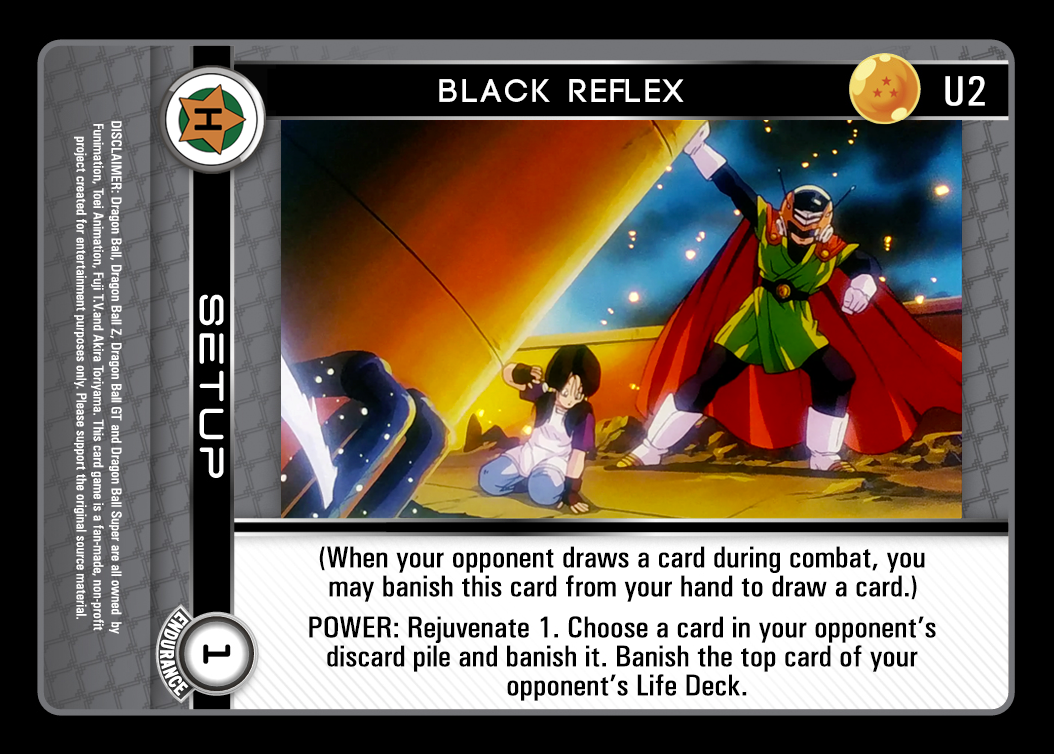 BLACK REFLEX
U2
H
SETUP
DISCLAIMER: Dragon Ball, Dragon Ball Z, Dragon Ball GT and Dragon Ball Super are all owned by
Funimation, Toei Animation, Fuji T.V.and Akira Toriyama. This card game is a fan-made, non-profit
project created for entertainment purposes only. Please support the original source material.
(When your opponent draws a card during combat, you
may banish this card from your hand to draw a card.)
POWER: Rejuvenate 1. Choose a card in your opponent's
discard pile and banish it. Banish the top card of your
opponent's Life Deck.
ENDURANCE
1